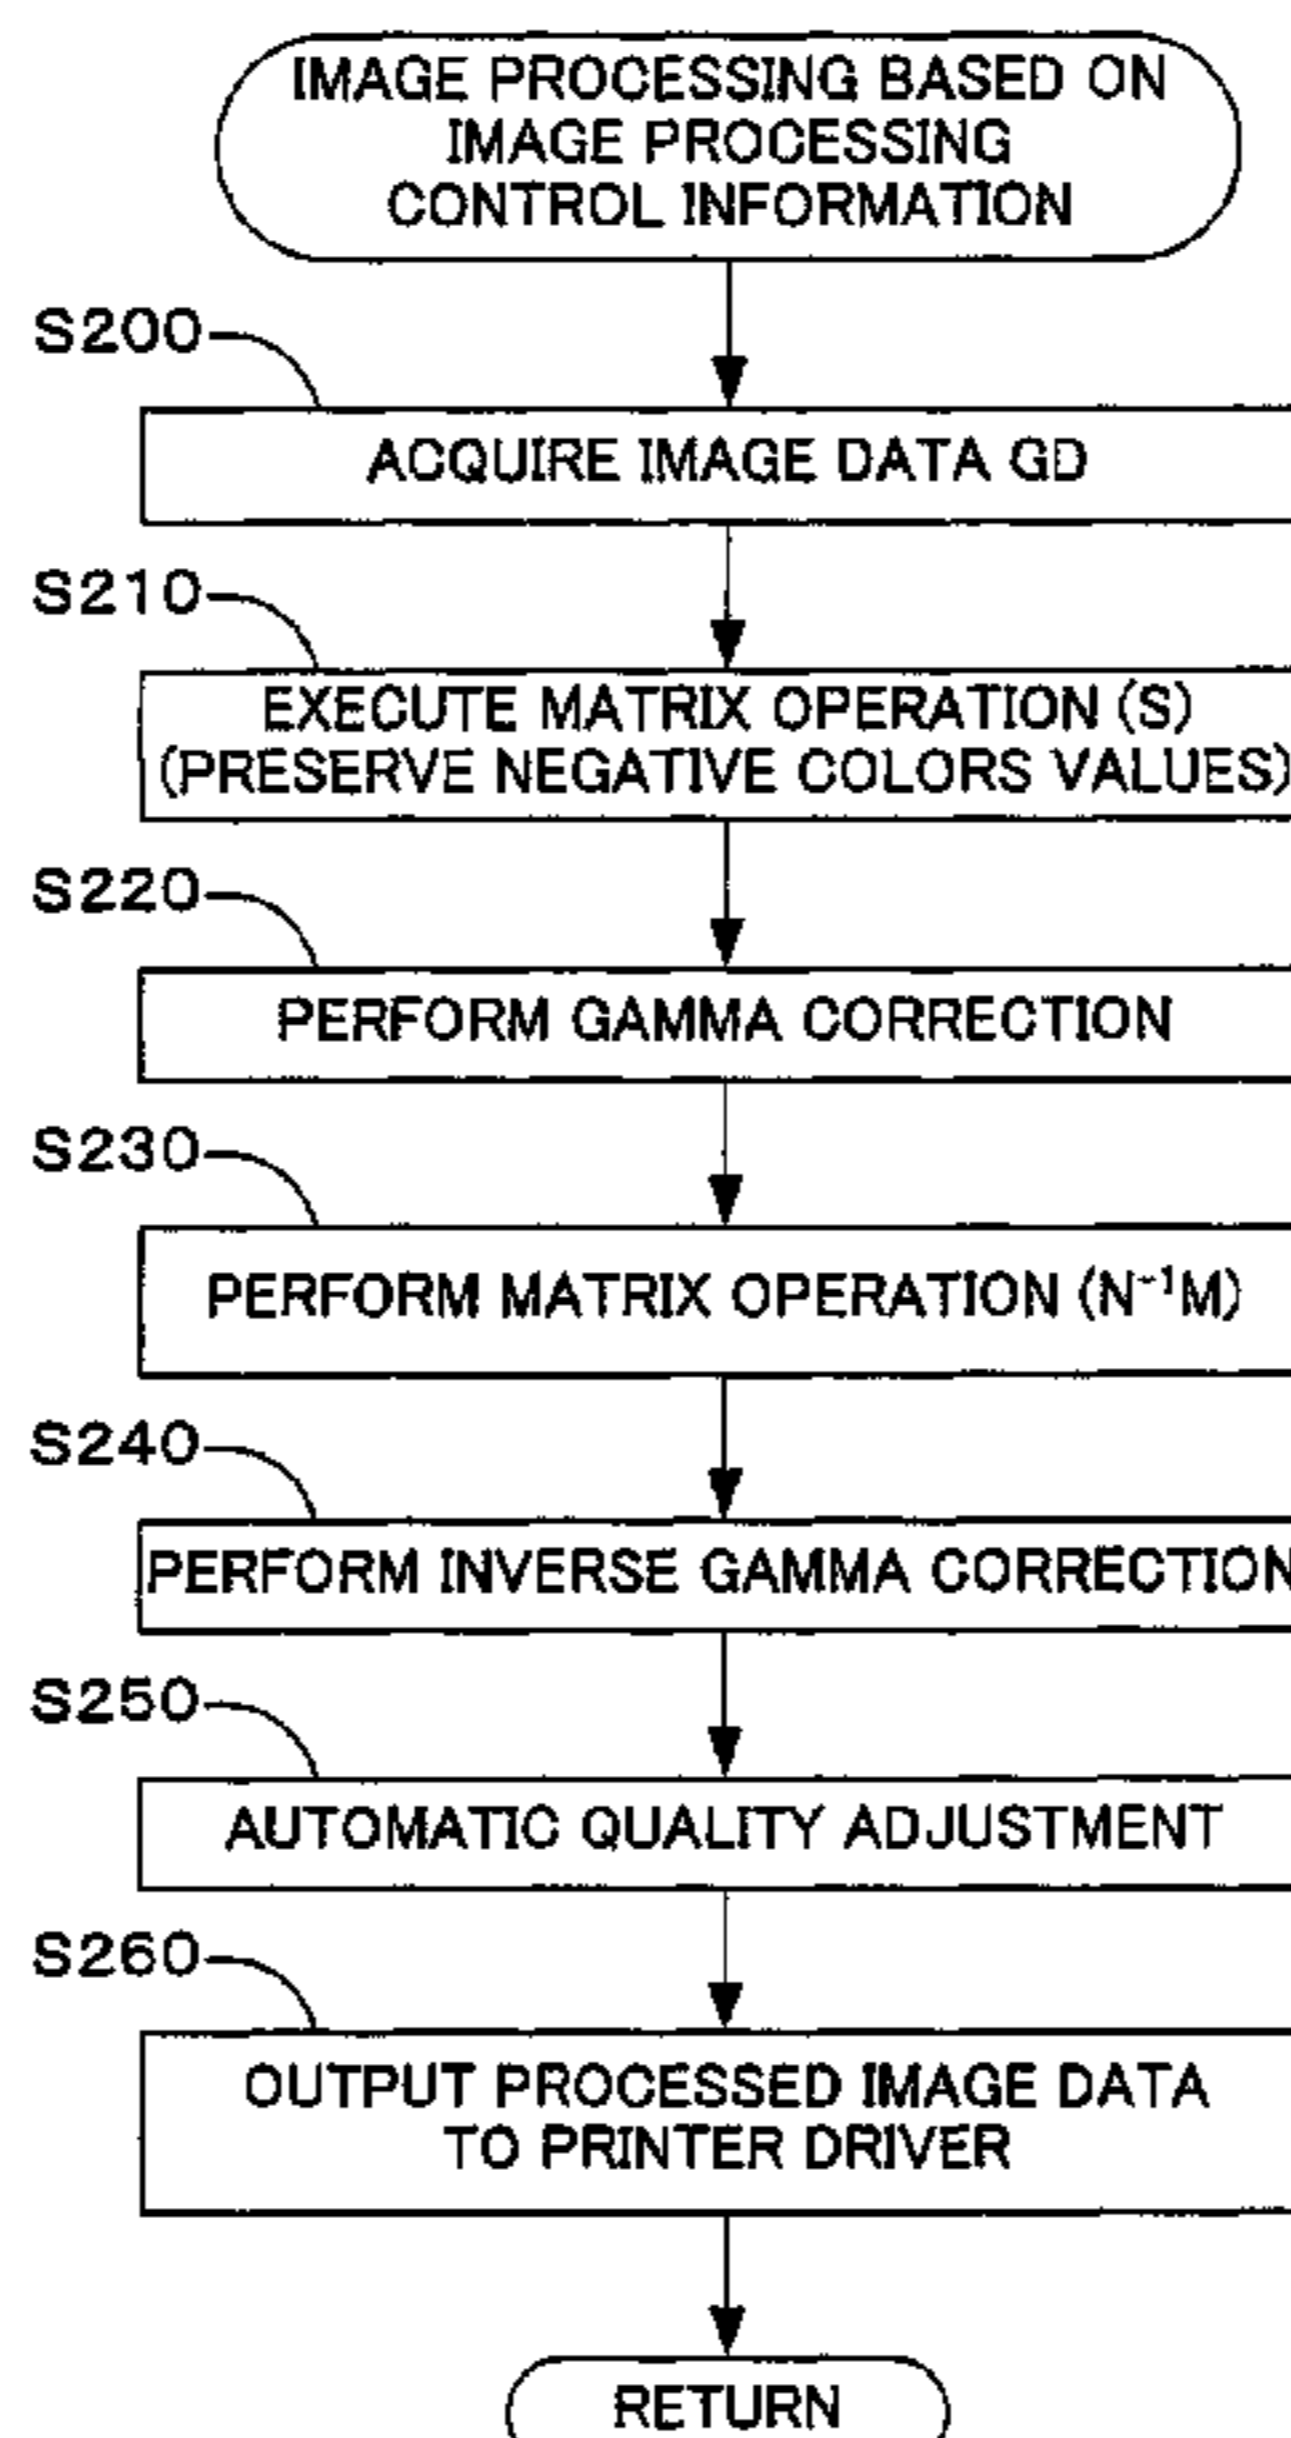 IMAGE PROCESSING BASED ON
IMAGE PROCESSING
CONTROL INFORMATION
S200
ACQUIRE IMAGE DATA GD
S210
EXECUTE MATRIX OPERATION (S)
(PRESERVE NEGATIVE COLORS VALUES)
S220
PERFORM GAMMA CORRECTION
S230
PERFORM MATRIX OPERATION (N⁻¹M)
S240
PERFORM INVERSE GAMMA CORRECTION
S250
AUTOMATIC QUALITY ADJUSTMENT
S260
OUTPUT PROCESSED IMAGE DATA
TO PRINTER DRIVER
RETURN